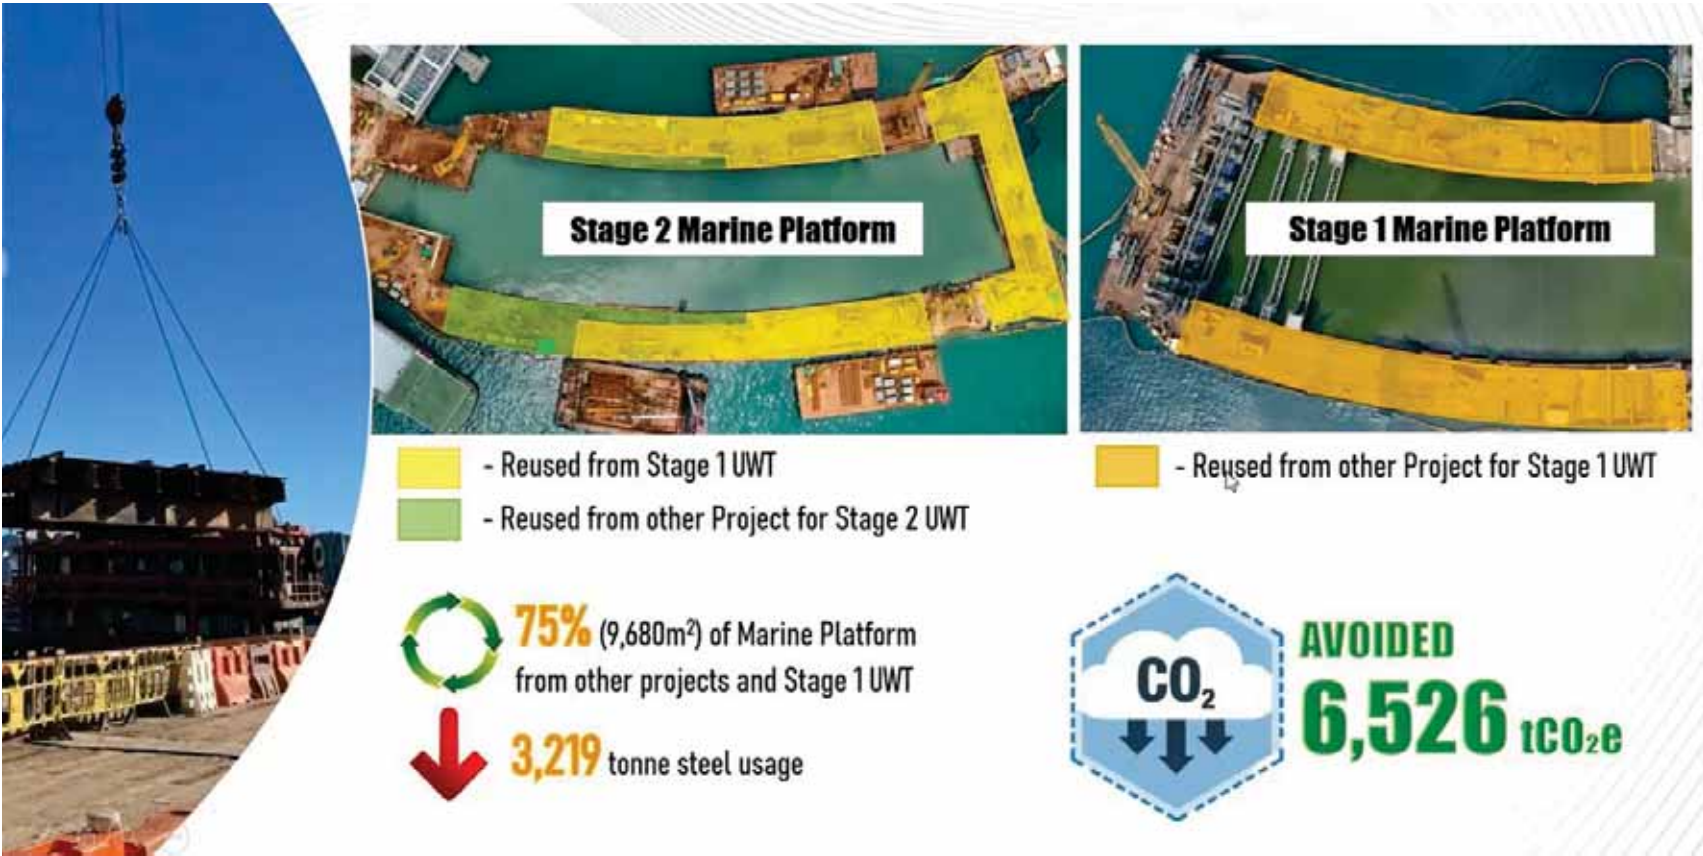 Stage 2 Marine Platform
Stage 1 Marine Platform
- Reused from Stage 1 UWT
- Reused from other Project for Stage 2 UWT
- Reused from other Project for Stage 1 UWT
75% (9,680m²) of Marine Platform
from other projects and Stage 1 UWT
3,219 tonne steel usage
CO₂
AVOIDED
6,526 tCO₂e